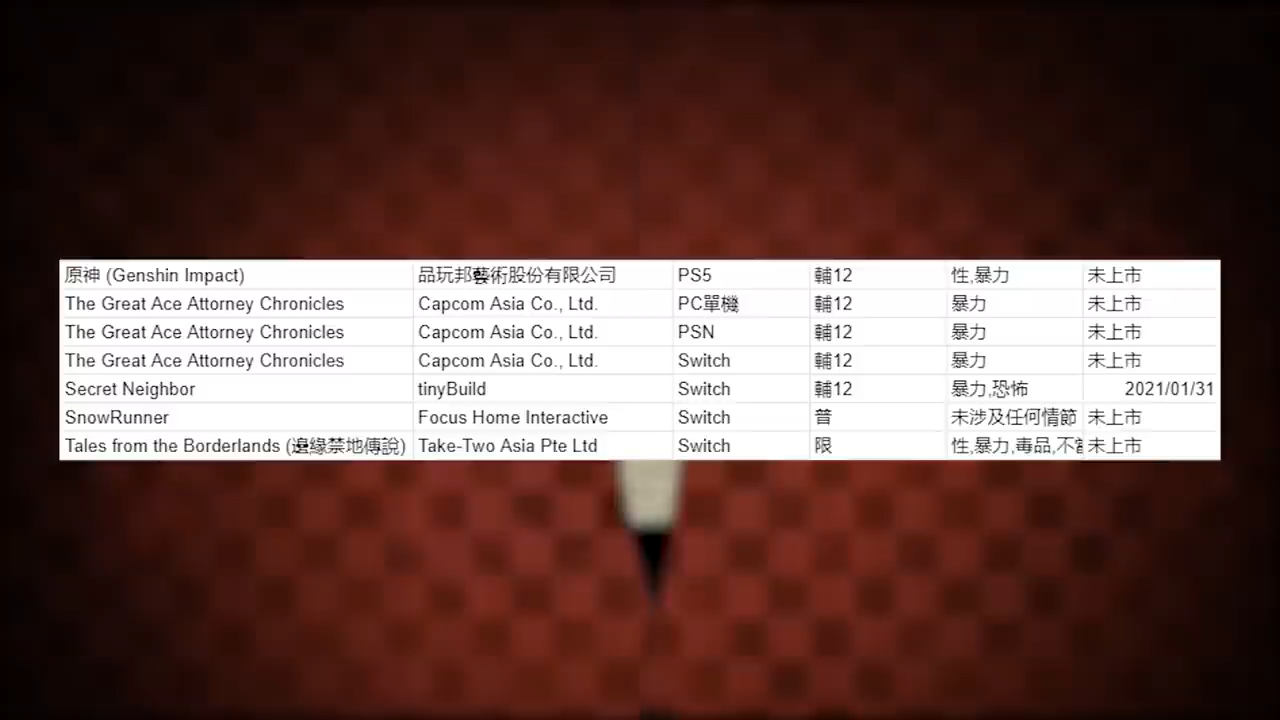 原神 (Genshin Impact) 品玩邦藝術股份有限公司 PS5 輔12 性,暴力 未上市
The Great Ace Attorney Chronicles Capcom Asia Co., Ltd. PC單機 輔12 暴力 未上市
The Great Ace Attorney Chronicles Capcom Asia Co., Ltd. PSN 輔12 暴力 未上市
The Great Ace Attorney Chronicles Capcom Asia Co., Ltd. Switch 輔12 暴力 未上市
Secret Neighbor tinyBuild Switch 輔12 暴力,恐怖 2021/01/31
SnowRunner Focus Home Interactive Switch 普 未涉及任何情節 未上市
Tales from the Borderlands (邊緣禁地傳說) Take-Two Asia Pte Ltd Switch 限 性,暴力,毒品,不 未上市